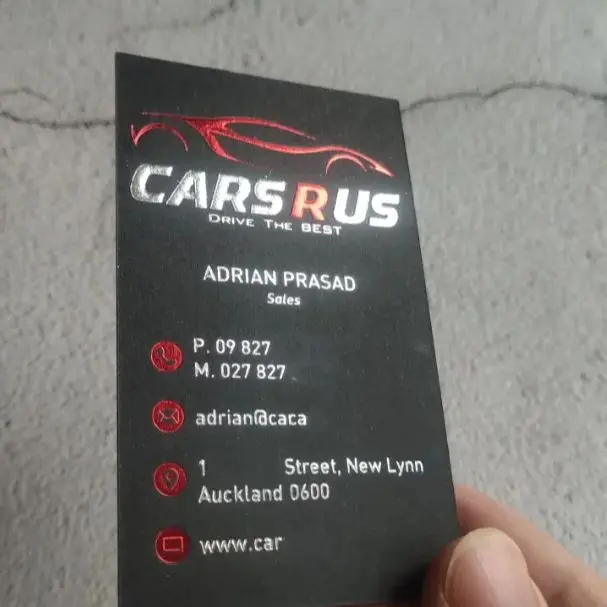 CARS R US
DRIVE THE BEST
ADRIAN PRASAD
Sales
P. 09 827
M. 027 827
adrian@caca
1 Street, New Lynn
Auckland 0600
www.car